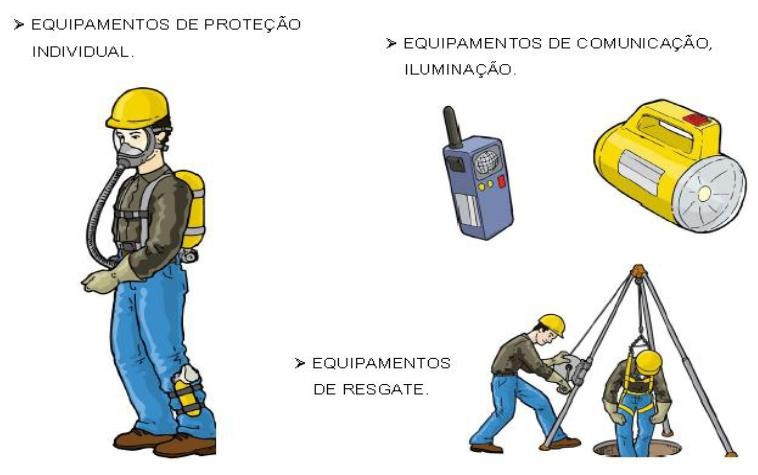 ➢ EQUIPAMENTOS DE PROTEÇÃO
INDIVIDUAL.
➢ EQUIPAMENTOS DE COMUNICAÇÃO,
ILUMINAÇÃO.
➢ EQUIPAMENTOS
DE RESGATE.